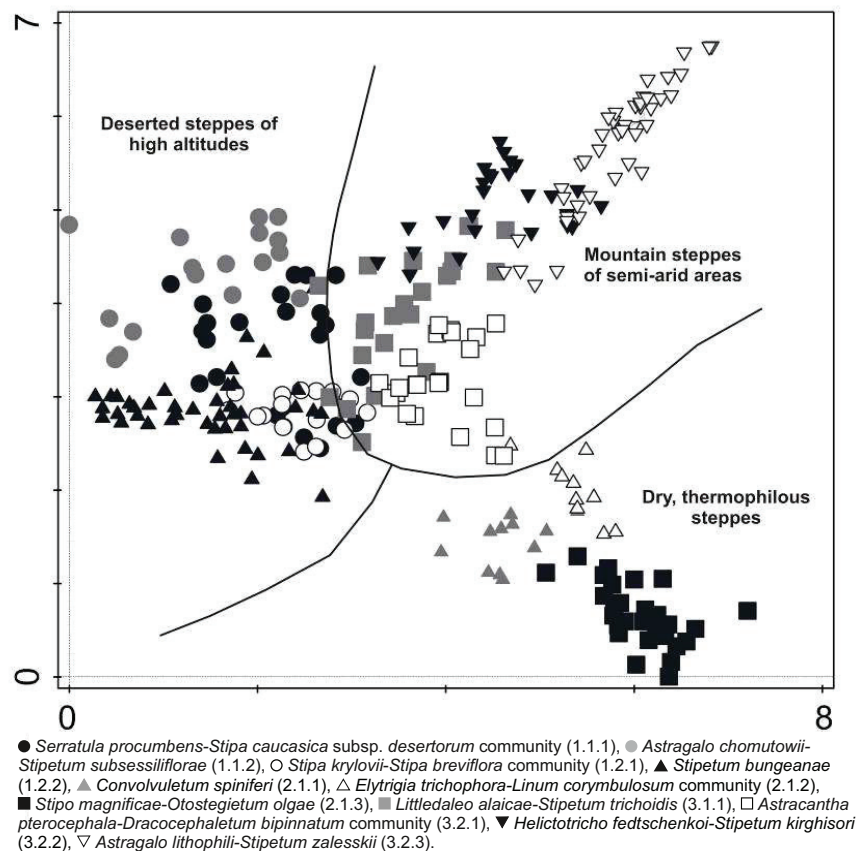 7
Deserted steppes of
high altitudes
Mountain steppes
of semi-arid areas
Dry, thermophilous
steppes
0
0
8
● Serratula procumbens-Stipa caucasica subsp. desertorum community (1.1.1), ● Astragalo chomutowii-
Stipetum subsessiliflorae (1.1.2), ○ Stipa krylovii-Stipa breviflora community (1.2.1), ▲ Stipetum bungeanae
(1.2.2), ▲ Convolvuletum spiniferi (2.1.1), △ Elytrigia trichophora-Linum corymbulosum community (2.1.2),
■ Stipo magnificae-Otostegietum olgae (2.1.3), ■ Littledaleo alaicae-Stipetum trichoidis (3.1.1), □ Astracantha
pterocephala-Dracocephaletum bipinnatum community (3.2.1), ▼ Helictotricho fedtschenkoi-Stipetum kirghisori
(3.2.2), ▽ Astragalo lithophili-Stipetum zalesskii (3.2.3).